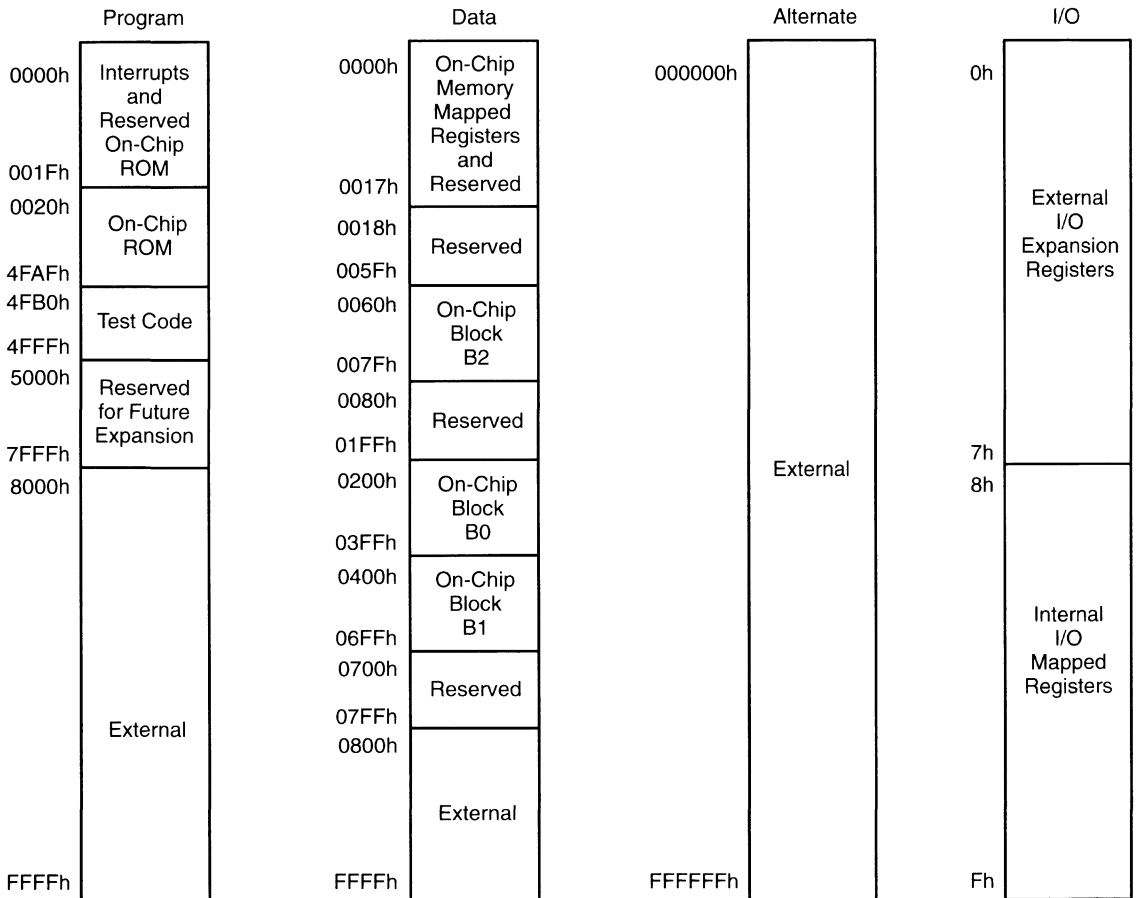 Program
0000h
Interrupts
and
Reserved
On-Chip
ROM
001Fh
0020h
On-Chip
ROM
4FAFh
4FB0h
Test Code
4FFFh
5000h
Reserved
for Future
Expansion
7FFFh
8000h
External
FFFFh
Data
0000h
On-Chip
Memory
Mapped
Registers
and
Reserved
0017h
0018h
Reserved
005Fh
0060h
On-Chip
Block
B2
007Fh
0080h
Reserved
01FFh
0200h
On-Chip
Block
B0
03FFh
0400h
On-Chip
Block
B1
06FFh
0700h
Reserved
07FFh
0800h
External
FFFFh
Alternate
000000h
External
FFFFFFh
I/O
0h
External
I/O
Expansion
Registers
7h
8h
Internal
I/O
Mapped
Registers
Fh